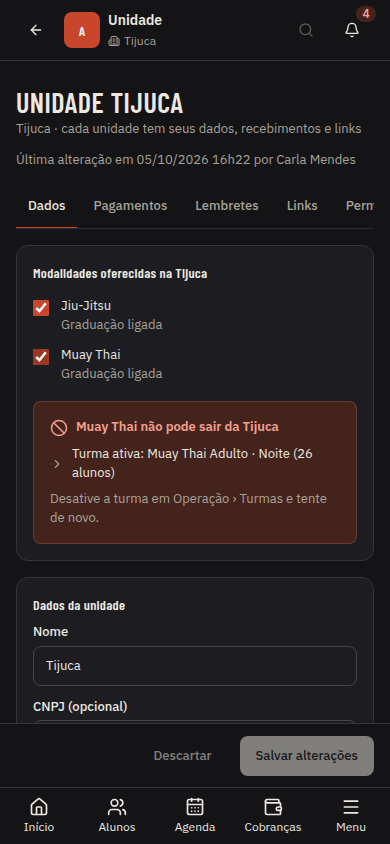 A
Unidade
Tijuca
4
UNIDADE TIJUCA
Tijuca · cada unidade tem seus dados, recebimentos e links
Última alteração em 05/10/2026 16h22 por Carla Mendes
Dados Pagamentos Lembretes Links Perm
Modalidades oferecidas na Tijuca
Jiu-Jitsu
Graduação ligada
Muay Thai
Graduação ligada
Muay Thai não pode sair da Tijuca
Turma ativa: Muay Thai Adulto · Noite (26
alunos)
Desative a turma em Operação › Turmas e tente
de novo.
Dados da unidade
Nome
Tijuca
CNPJ (opcional)
Descartar Salvar alterações
Início Alunos Agenda Cobranças Menu